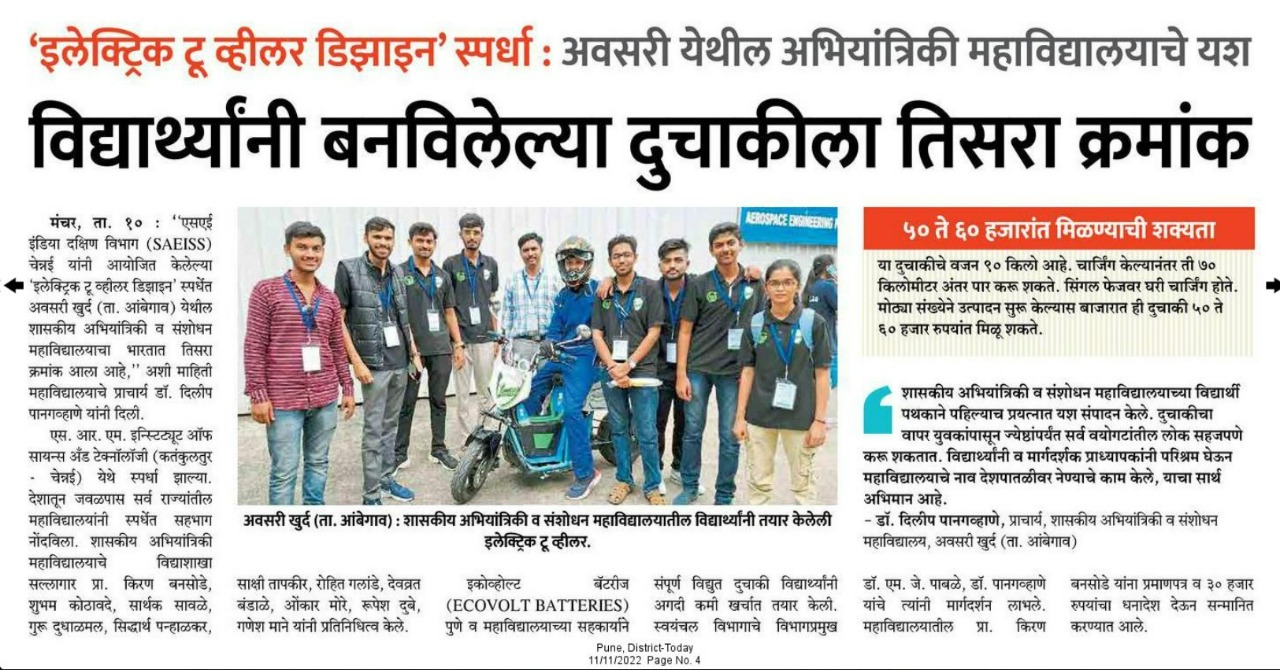 ‘इलेक्ट्रिक टू व्हीलर डिझाइन’ स्पर्धा : अवसरी येथील अभियांत्रिकी महाविद्यालयाचे यश
विद्यार्थ्यांनी बनविलेल्या दुचाकीला तिसरा क्रमांक
मंचर, ता. १० : ‘‘एसएई
इंडिया दक्षिण विभाग (SAEISS)
चेन्नई यांनी आयोजित केलेल्या
‘इलेक्ट्रिक टू व्हीलर डिझाइन’ स्पर्धेत
अवसरी खुर्द (ता. आंबेगाव) येथील
शासकीय अभियांत्रिकी व संशोधन
महाविद्यालयाचा भारतात तिसरा
क्रमांक आला आहे,’’ अशी माहिती
महाविद्यालयाचे प्राचार्य डॉ. दिलीप
पानगव्हाणे यांनी दिली.
एस. आर. एम. इन्स्टिट्यूट ऑफ
सायन्स अँड टेक्नॉलॉजी (कतंकुलतुर
- चेन्नई) येथे स्पर्धा झाल्या.
देशातून जवळपास सर्व राज्यांतील
महाविद्यालयांनी स्पर्धेत सहभाग
नोंदविला. शासकीय अभियांत्रिकी
महाविद्यालयाचे विद्याशाखा
सल्लागार प्रा. किरण बनसोडे,
शुभम कोठावदे, सार्थक सावळे,
गुरू दुधाळमल, सिद्धार्थ पन्हाळकर,
AEROSPACE ENGINEERING
अवसरी खुर्द (ता. आंबेगाव) : शासकीय अभियांत्रिकी व संशोधन महाविद्यालयातील विद्यार्थ्यांनी तयार केलेली
इलेक्ट्रिक टू व्हीलर.
साक्षी तापकीर, रोहित गलांडे, देवव्रत
बंडाळे, ओंकार मोरे, रूपेश दुबे,
गणेश माने यांनी प्रतिनिधित्व केले.
इकोव्होल्ट बॅटरीज
(ECOVOLT BATTERIES)
पुणे व महाविद्यालयाच्या सहकार्याने
संपूर्ण विद्युत दुचाकी विद्यार्थ्यांनी
अगदी कमी खर्चात तयार केली.
स्वयंचल विभागाचे विभागप्रमुख
५० ते ६० हजारांत मिळण्याची शक्यता
या दुचाकीचे वजन ९० किलो आहे. चार्जिंग केल्यानंतर ती ७०
किलोमीटर अंतर पार करू शकते. सिंगल फेजवर घरी चार्जिंग होते.
मोठ्या संख्येने उत्पादन सुरू केल्यास बाजारात ही दुचाकी ५० ते
६० हजार रुपयांत मिळू शकते.
शासकीय अभियांत्रिकी व संशोधन महाविद्यालयाच्या विद्यार्थी
पथकाने पहिल्याच प्रयत्नात यश संपादन केले. दुचाकीचा
वापर युवकांपासून ज्येष्ठांपर्यंत सर्व वयोगटांतील लोक सहजपणे
करू शकतात. विद्यार्थ्यांनी व मार्गदर्शक प्राध्यापकांनी परिश्रम घेऊन
महाविद्यालयाचे नाव देशपातळीवर नेण्याचे काम केले, याचा सार्थ
अभिमान आहे.
- डॉ. दिलीप पानगव्हाणे, प्राचार्य, शासकीय अभियांत्रिकी व संशोधन
महाविद्यालय, अवसरी खुर्द (ता. आंबेगाव)
डॉ. एम. जे. पाबळे, डॉ. पानगव्हाणे
यांचे त्यांनी मार्गदर्शन लाभले.
महाविद्यालयातील प्रा. किरण
बनसोडे यांना प्रमाणपत्र व ३० हजार
रुपयांचा धनादेश देऊन सन्मानित
करण्यात आले.
Pune, District-Today
11/11/2022 Page No. 4